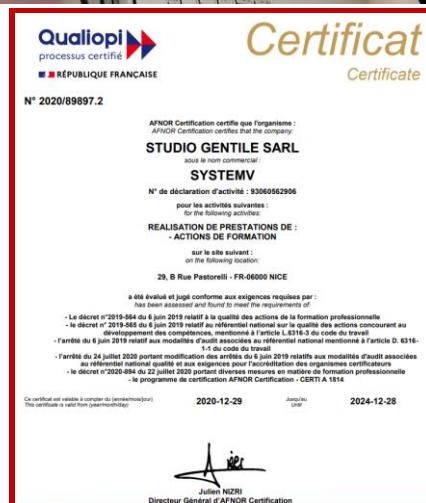 Qualiopi
processus certifié
RÉPUBLIQUE FRANÇAISE
Certificat
Certificate
N° 2020/89897.2
AFNOR Certification certifie que l'organisme :
AFNOR Certification certifies that the company:
STUDIO GENTILE SARL
sous le nom commercial :
SYSTEMV
N° de déclaration d'activité : 93060562906
pour les activités suivantes :
for the following activities:
REALISATION DE PRESTATIONS DE :
- ACTIONS DE FORMATION
sur le site suivant :
on the following location:
29, B Rue Pastorelli - FR-06000 NICE
a été évalué et jugé conforme aux exigences requises par :
has been assessed and found to meet the requirements of:
- Le décret n°2019-564 du 6 juin 2019 relatif à la qualité des actions de la formation professionnelle
- le décret n° 2019-565 du 6 juin 2019 relatif au référentiel national sur la qualité des actions concourant au
développement des compétences, mentionné à l'article L.6316-3 du code du travail
- l'arrêté du 6 juin 2019 relatif aux modalités d'audit associées au référentiel national mentionné à l'article D. 6316-
1-1 du code du travail
- l'arrêté du 24 juillet 2020 portant modification des arrêtés du 6 juin 2019 relatifs aux modalités d'audit associées
au référentiel national qualité et aux exigences pour l'accréditation des organismes certificateurs
- le décret n°2020-894 du 22 juillet 2020 portant diverses mesures en matière de formation professionnelle
- le programme de certification AFNOR Certification - CERTI A 1814
Ce certificat est valable à compter du (année/mois/jour) 2020-12-29 Jusqu'au 2024-12-28
This certificate is valid from (year/month/day) Until
Julien NIZRI
Directeur Général d'AFNOR Certification